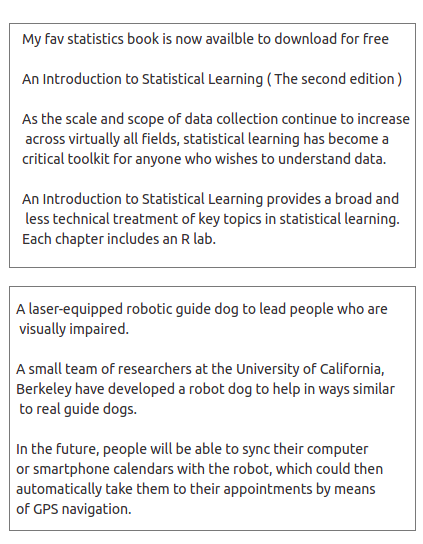 My fav statistics book is now availble to download for free
An Introduction to Statistical Learning ( The second edition )
As the scale and scope of data collection continue to increase
across virtually all fields, statistical learning has become a
critical toolkit for anyone who wishes to understand data.
An Introduction to Statistical Learning provides a broad and
less technical treatment of key topics in statistical learning.
Each chapter includes an R lab.
A laser-equipped robotic guide dog to lead people who are
visually impaired.
A small team of researchers at the University of California,
Berkeley have developed a robot dog to help in ways similar
to real guide dogs.
In the future, people will be able to sync their computer
or smartphone calendars with the robot, which could then
automatically take them to their appointments by means
of GPS navigation.